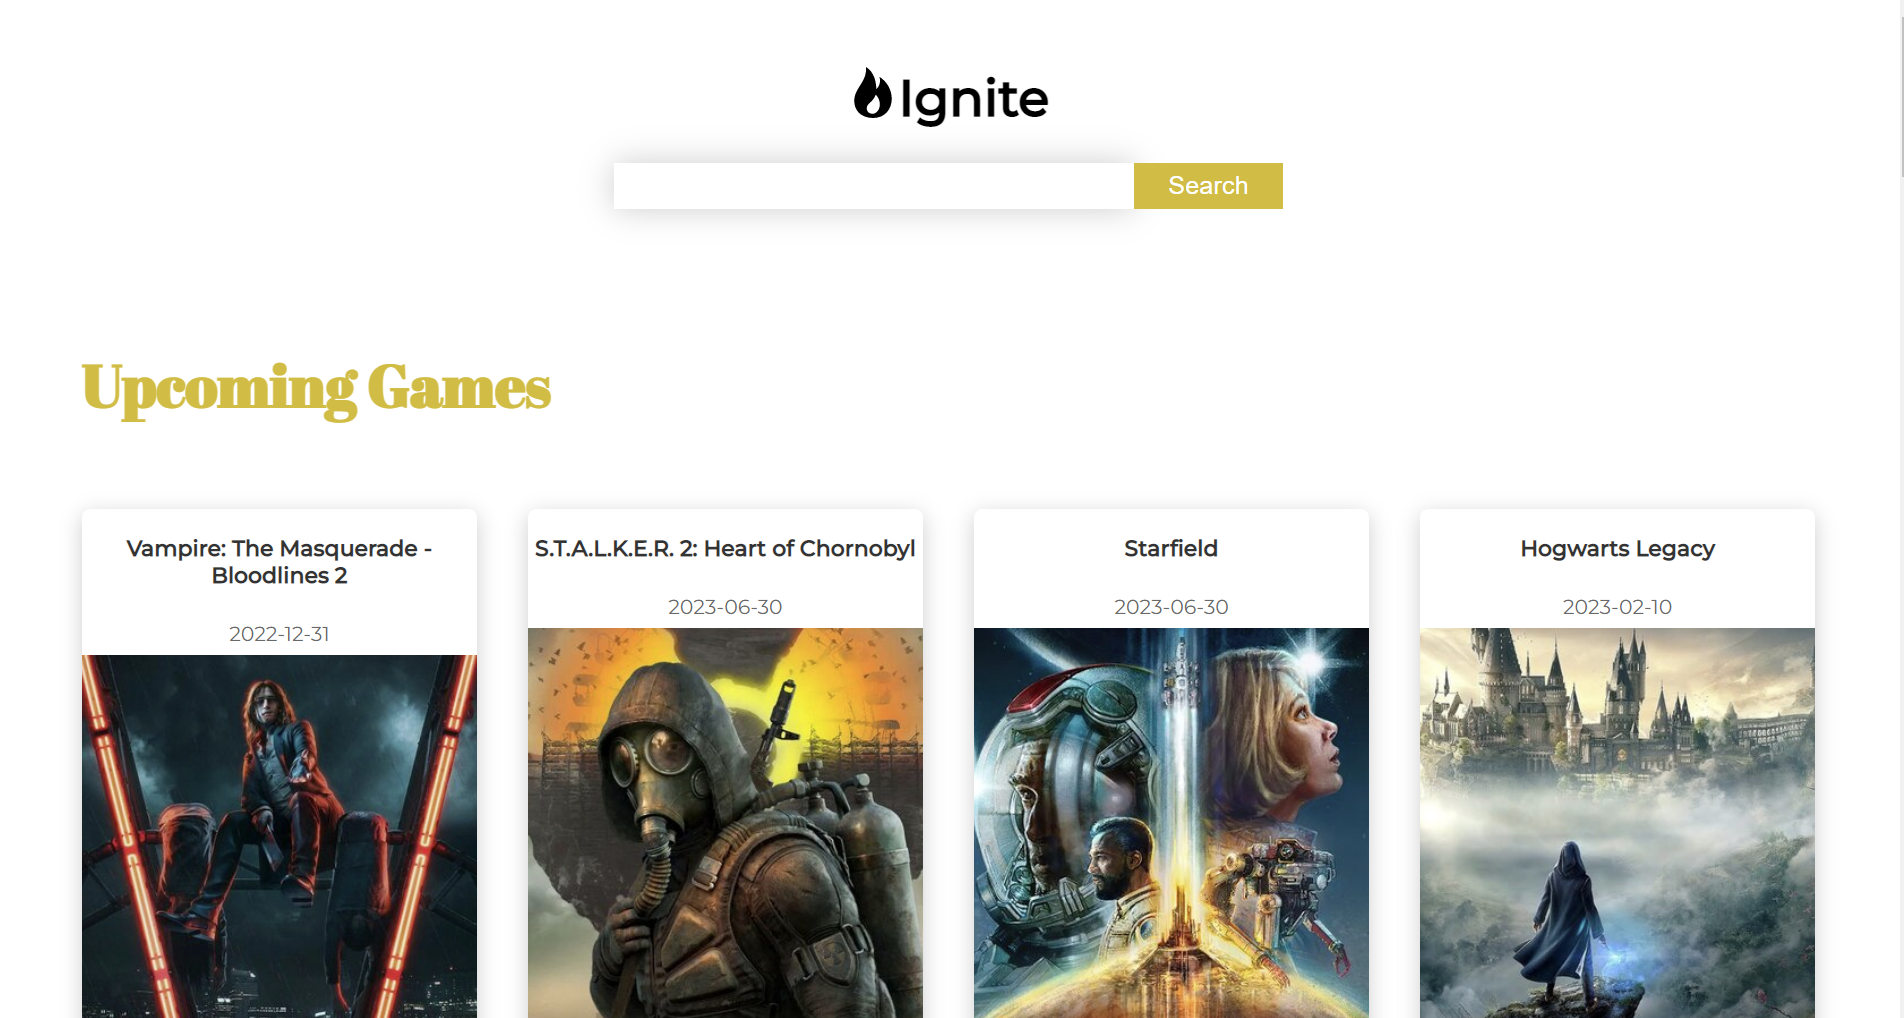 Ignite
Search
Upcoming Games
Vampire: The Masquerade -
Bloodlines 2
2022-12-31
S.T.A.L.K.E.R. 2: Heart of Chornobyl
2023-06-30
Starfield
2023-06-30
Hogwarts Legacy
2023-02-10